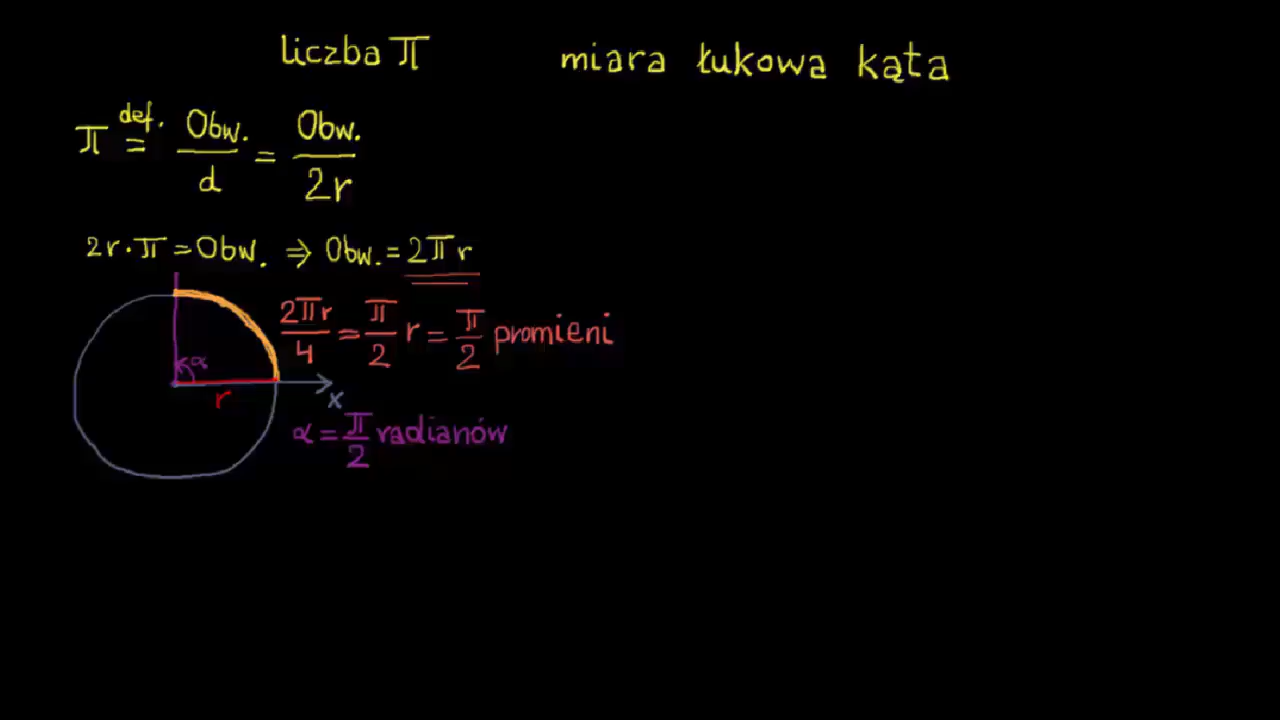 liczba π miara łukowa kąta
π def. = Obw. / d = Obw. / 2r
2r · π = Obw. ⇒ Obw. = 2πr
2πr / 4 = π / 2 r = π / 2 promieni
α
r
x
α = π / 2 radianów